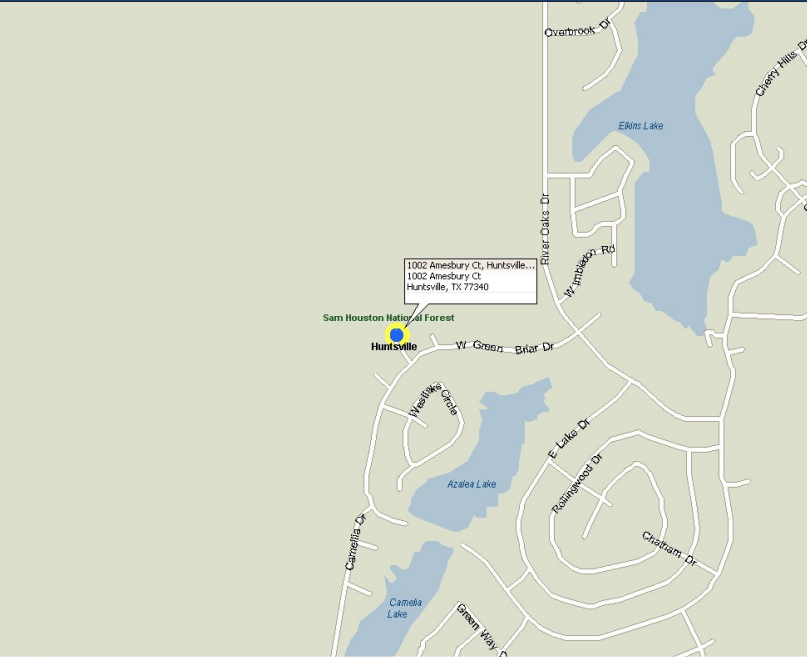 Overbrook Dr
Cherry Hills Dr
Elkins Lake
River Oaks Dr
Wimbledon Rd
1002 Amesbury Ct, Huntsville...
1002 Amesbury Ct
Huntsville, TX 77340
Sam Houston National Forest
Huntsville
W Green Briar Dr
Westlake Circle
E Lake Dr
Rollingwood Dr
Azalea Lake
Camellia Dr
Chatham Dr
Camelia
Lake
Green Way D